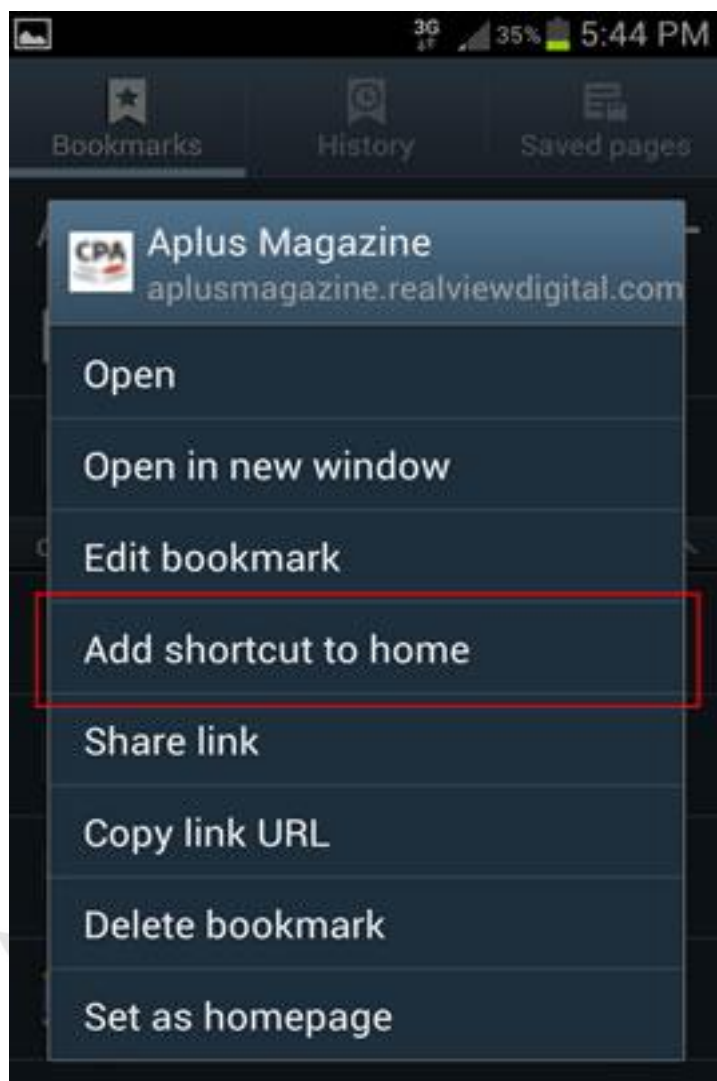 3G 35% 5:44 PM
Bookmarks History Saved pages
CPA Aplus Magazine
aplusmagazine.realviewdigital.com
Open
Open in new window
Edit bookmark
Add shortcut to home
Share link
Copy link URL
Delete bookmark
Set as homepage